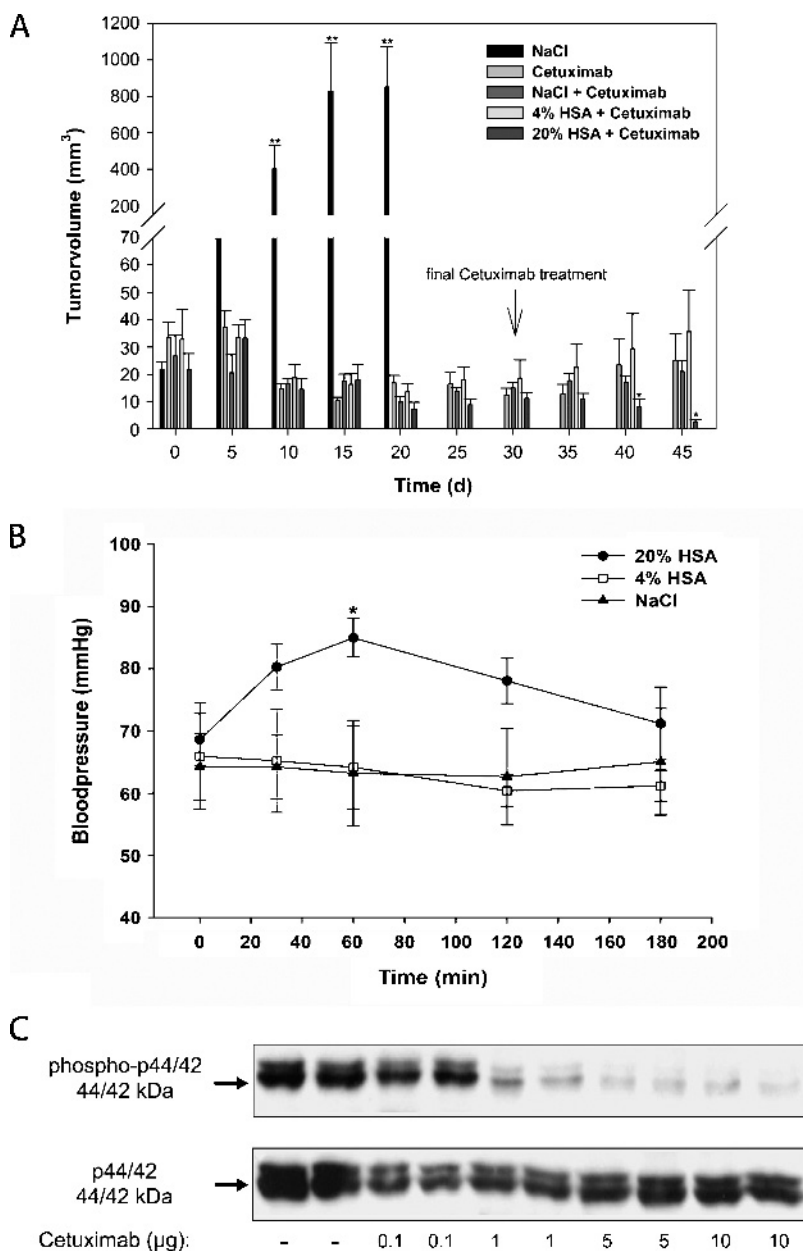 A
Tumorvolume (mm³)
1200
1000
800
600
400
200
70
60
50
40
30
20
10
0
** ** **
NaCl
Cetuximab
NaCl + Cetuximab
4% HSA + Cetuximab
20% HSA + Cetuximab
final Cetuximab treatment
* *
0 5 10 15 20 25 30 35 40 45
Time (d)
B
Bloodpressure (mmHg)
100
90
80
70
60
50
40
*
20% HSA
4% HSA
NaCl
0 20 40 60 80 100 120 140 160 180 200
Time (min)
C
phospho-p44/42
44/42 kDa
p44/42
44/42 kDa
Cetuximab (µg): - - 0.1 0.1 1 1 5 5 10 10